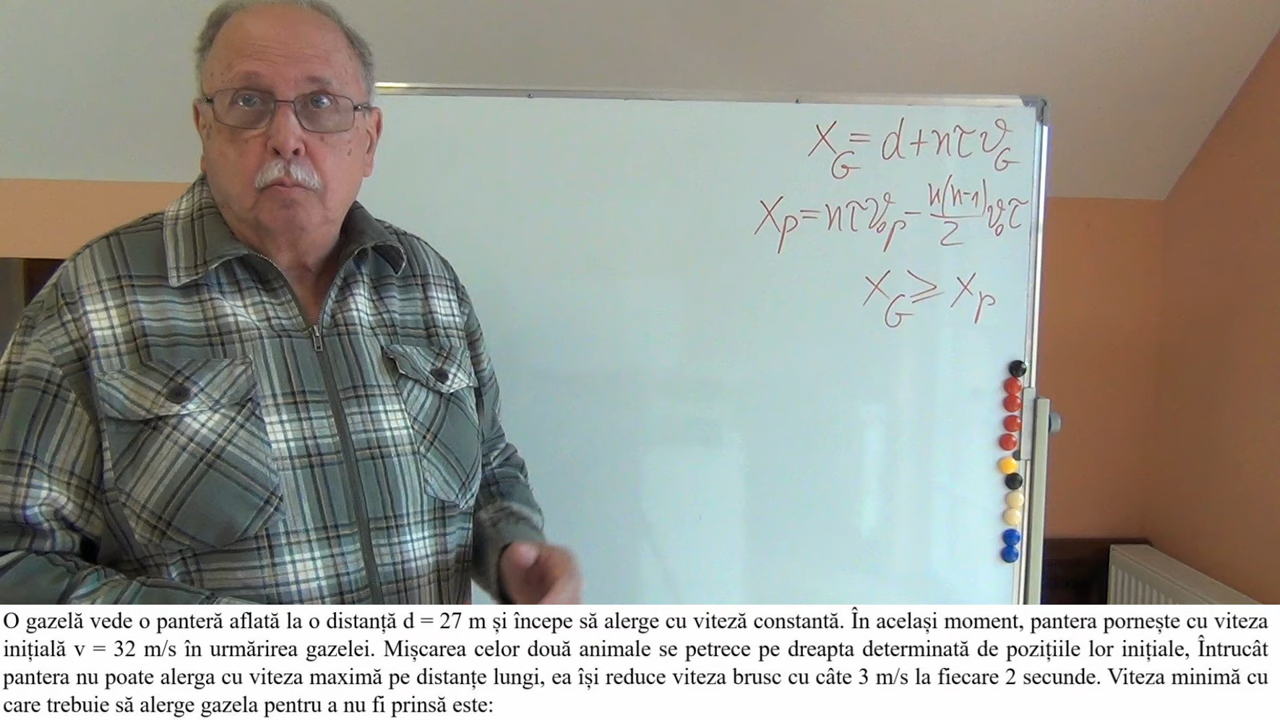 X_G = d + nτv_G
X_p = nτv_{0p} - \frac{n(n-1)}{2} v_0 τ
X_G ⩾ X_p
O gazelă vede o panteră aflată la o distanță d = 27 m și începe să alerge cu viteză constantă. În același moment, pantera pornește cu viteza
inițială v = 32 m/s în urmărirea gazelei. Mișcarea celor două animale se petrece pe dreapta determinată de pozițiile lor inițiale, Întrucât
pantera nu poate alerga cu viteza maximă pe distanțe lungi, ea își reduce viteza brusc cu câte 3 m/s la fiecare 2 secunde. Viteza minimă cu
care trebuie să alerge gazela pentru a nu fi prinsă este: